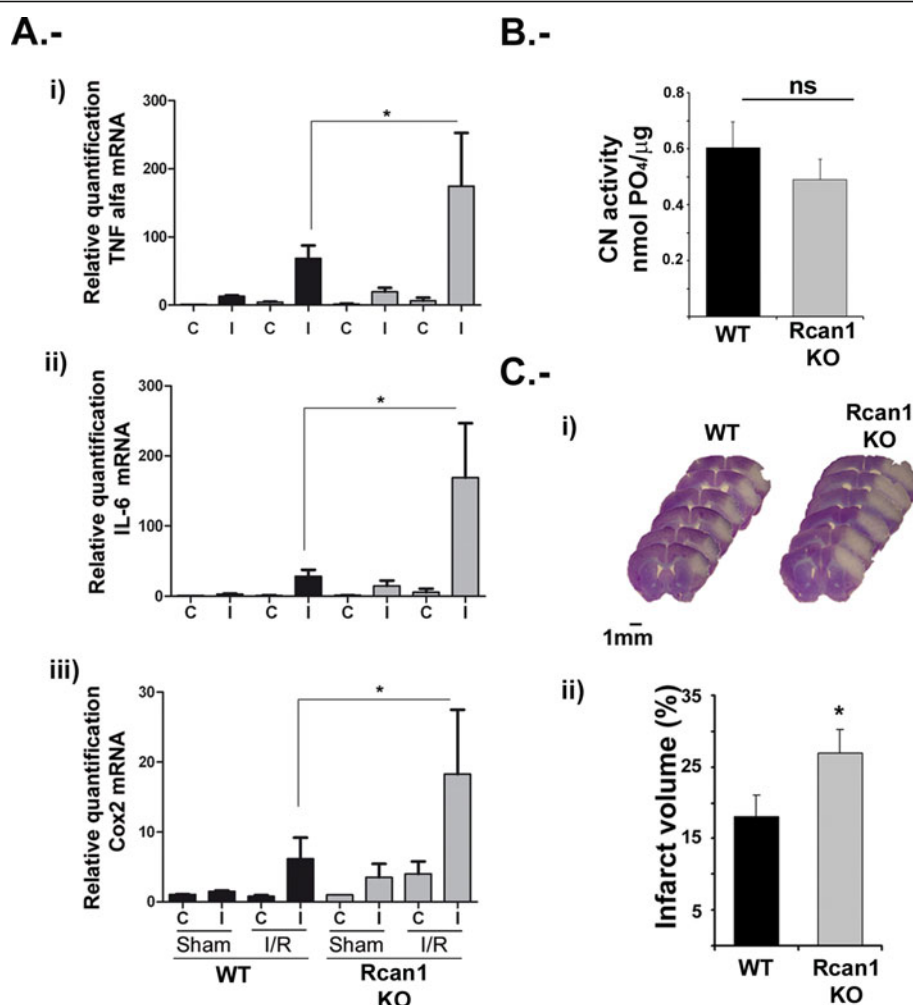 A.-
i)
Relative quantification
TNF alfa mRNA
300
200
100
0
*
C I C I C I C I
ii)
Relative quantification
IL-6 mRNA
300
200
100
0
*
C I C I C I C I
iii)
Relative quantification
Cox2 mRNA
30
20
10
0
*
C I C I C I C I
Sham I/R Sham I/R
WT Rcan1
KO
B.-
CN activity
nmol PO4/µg
0.8
0.6
0.4
0.2
ns
WT Rcan1
KO
C.-
i)
WT Rcan1
KO
1mm
ii)
Infarct volume (%)
35
25
15
5
*
WT Rcan1
KO